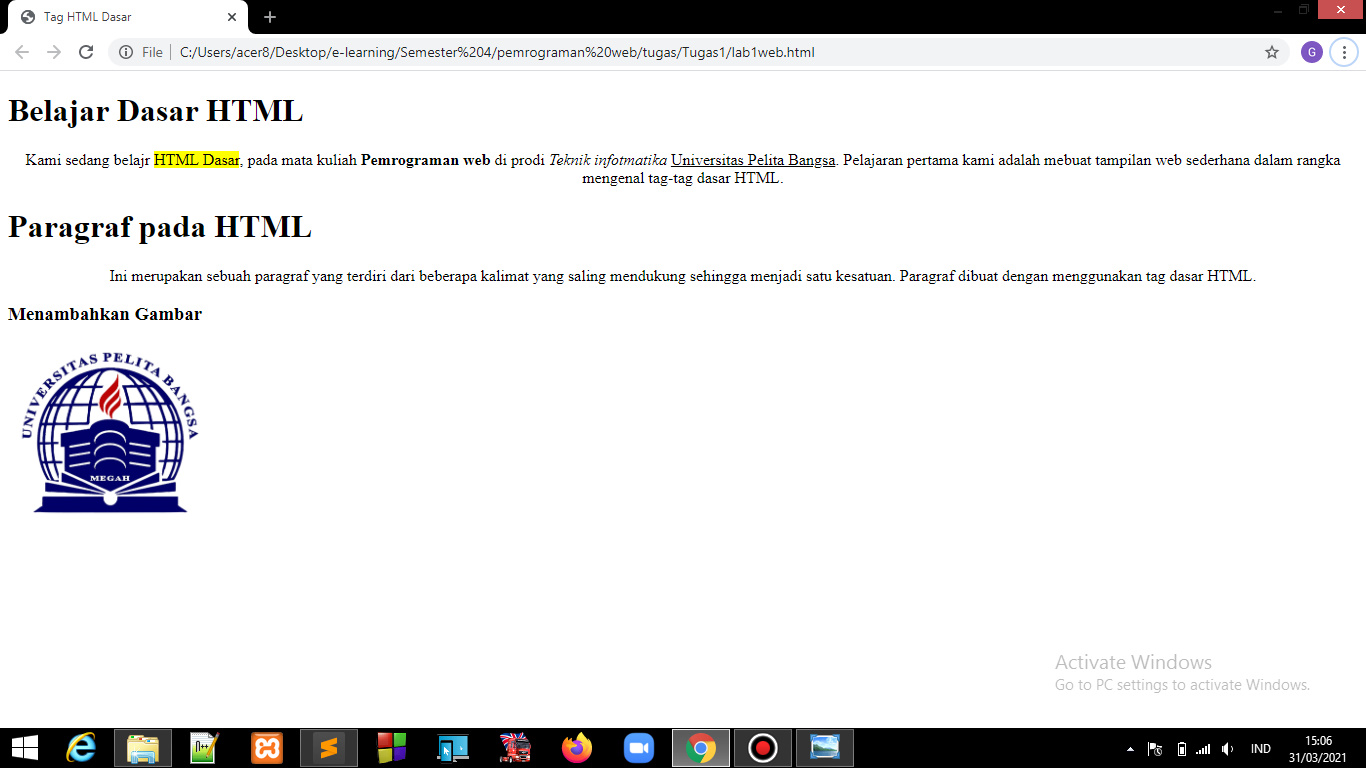 Tag HTML Dasar
File
C:/Users/acer8/Desktop/e-learning/Semester%204/pemrograman%20web/tugas/Tugas1/lab1web.html
G
Belajar Dasar HTML
Kami sedang belajr HTML Dasar, pada mata kuliah Pemrograman web di prodi Teknik infotmatika Universitas Pelita Bangsa. Pelajaran pertama kami adalah mebuat tampilan web sederhana dalam rangka
mengenal tag-tag dasar HTML.
Paragraf pada HTML
Ini merupakan sebuah paragraf yang terdiri dari beberapa kalimat yang saling mendukung sehingga menjadi satu kesatuan. Paragraf dibuat dengan menggunakan tag dasar HTML.
Menambahkan Gambar
UNIVERSITAS PELITA BANGSA
MEGAH
Activate Windows
Go to PC settings to activate Windows.
IND
15:06
31/03/2021